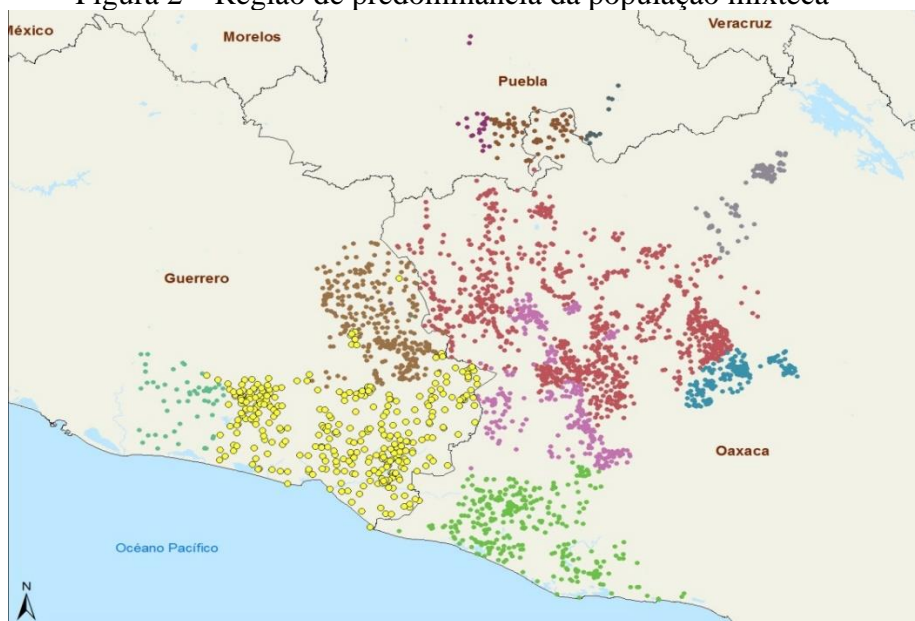 Figura 2 – Região de predominância da população mixteca
México
Morelos
Veracruz
Puebla
Guerrero
Oaxaca
Océano Pacífico
N